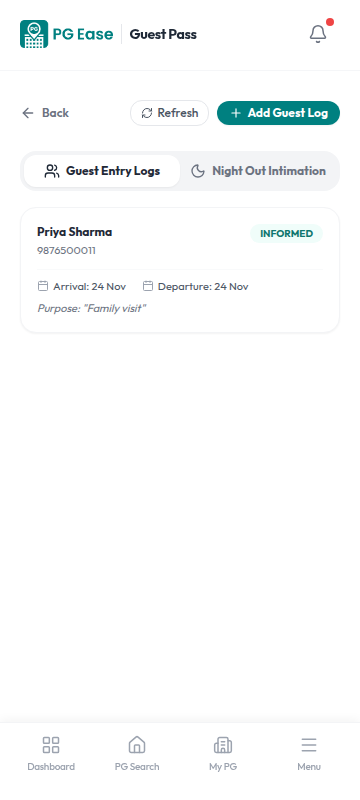 PG
PG Ease
Guest Pass
Back
Refresh
+ Add Guest Log
Guest Entry Logs
Night Out Intimation
Priya Sharma
INFORMED
9876500011
Arrival: 24 Nov
Departure: 24 Nov
Purpose: "Family visit"
Dashboard
PG Search
My PG
Menu